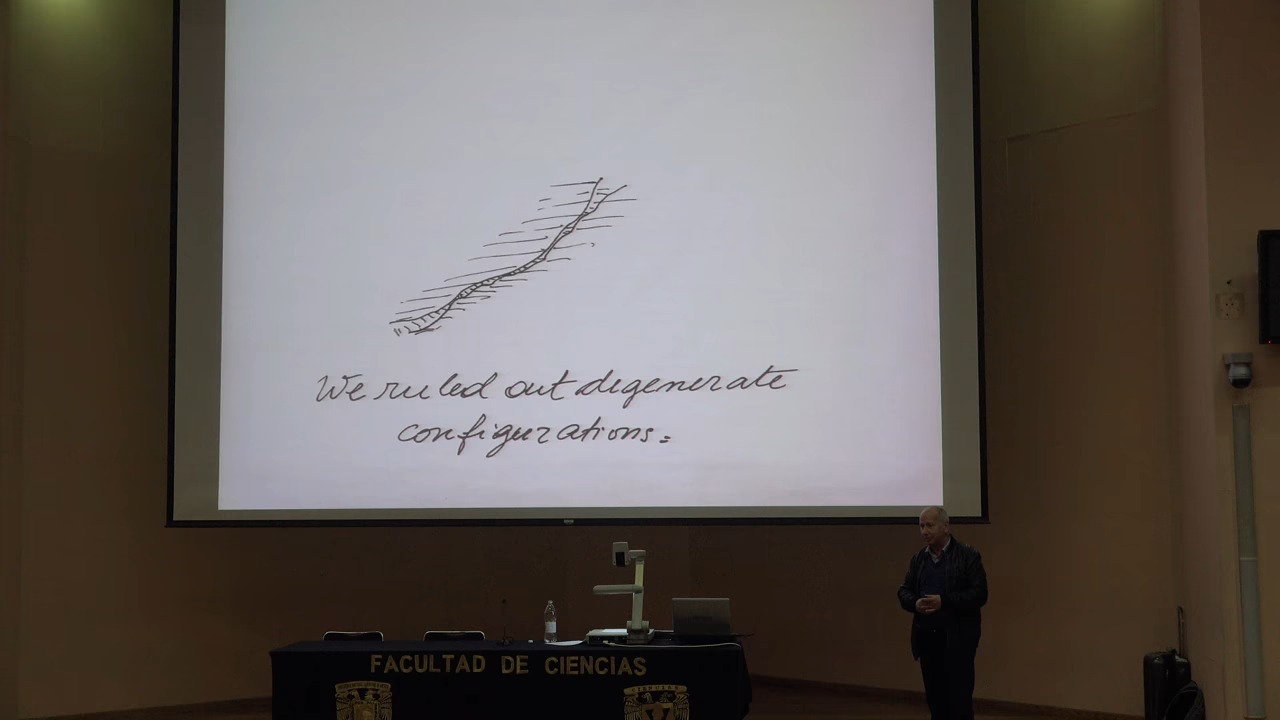 We ruled out degenerate
configurations.
FACULTAD DE CIENCIAS